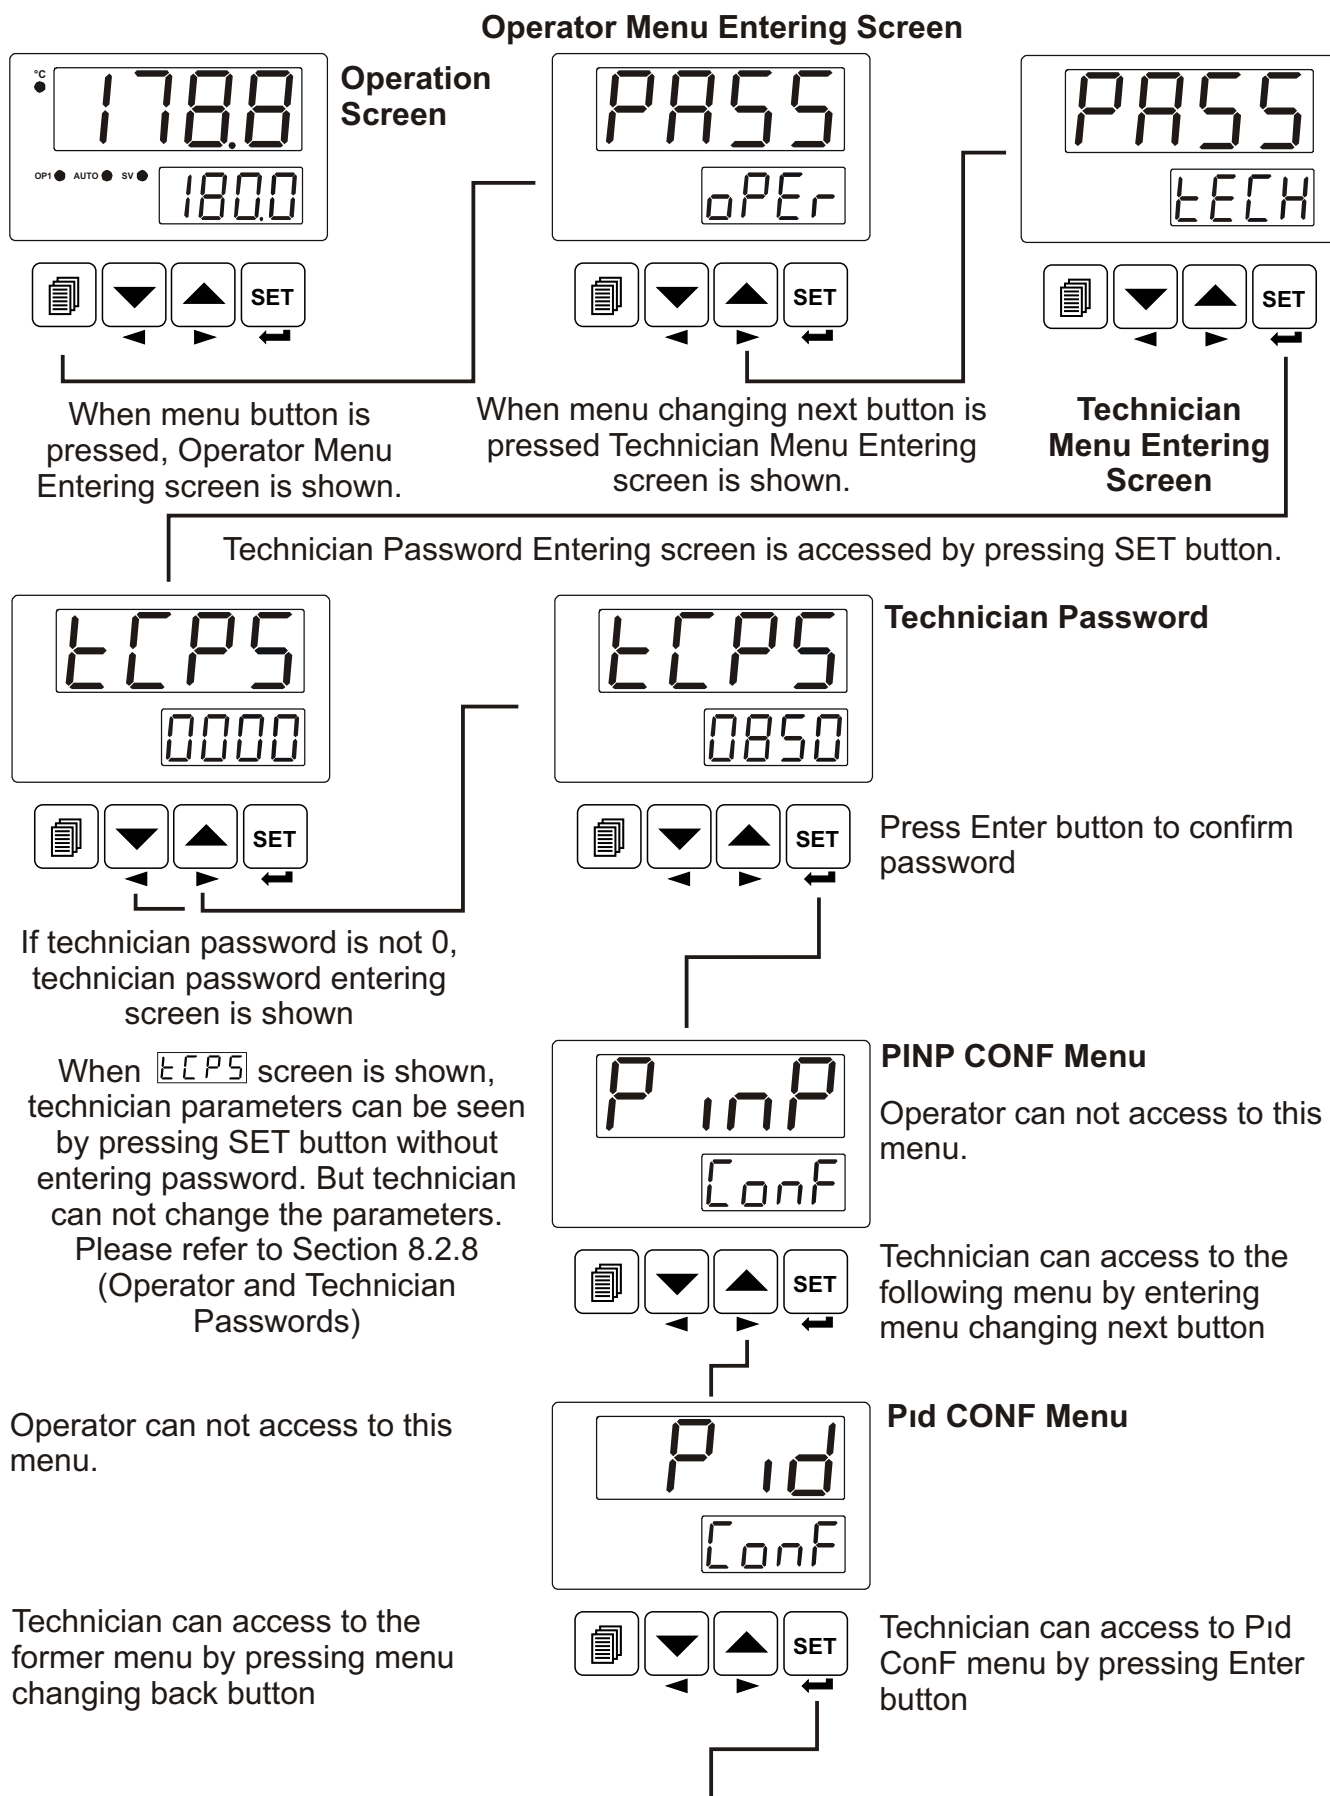 Operator Menu Entering Screen
°C
178.8
Operation
Screen
OP1 AUTO SV
180.0
SET
PASS
oPEr
SET
PASS
tECH
SET
When menu button is
pressed, Operator Menu
Entering screen is shown.
When menu changing next button is
pressed Technician Menu Entering
screen is shown.
Technician
Menu Entering
Screen
Technician Password Entering screen is accessed by pressing SET button.
tCPS
0000
SET
tCPS
0850
SET
Technician Password
Press Enter button to confirm
password
If technician password is not 0,
technician password entering
screen is shown
When tCPS screen is shown,
technician parameters can be seen
by pressing SET button without
entering password. But technician
can not change the parameters.
Please refer to Section 8.2.8
(Operator and Technician
Passwords)
P ınP
ConF
SET
PINP CONF Menu
Operator can not access to this
menu.
Technician can access to the
following menu by entering
menu changing next button
Operator can not access to this
menu.
P ıd
ConF
SET
Pıd CONF Menu
Technician can access to the
former menu by pressing menu
changing back button
Technician can access to Pıd
ConF menu by pressing Enter
button